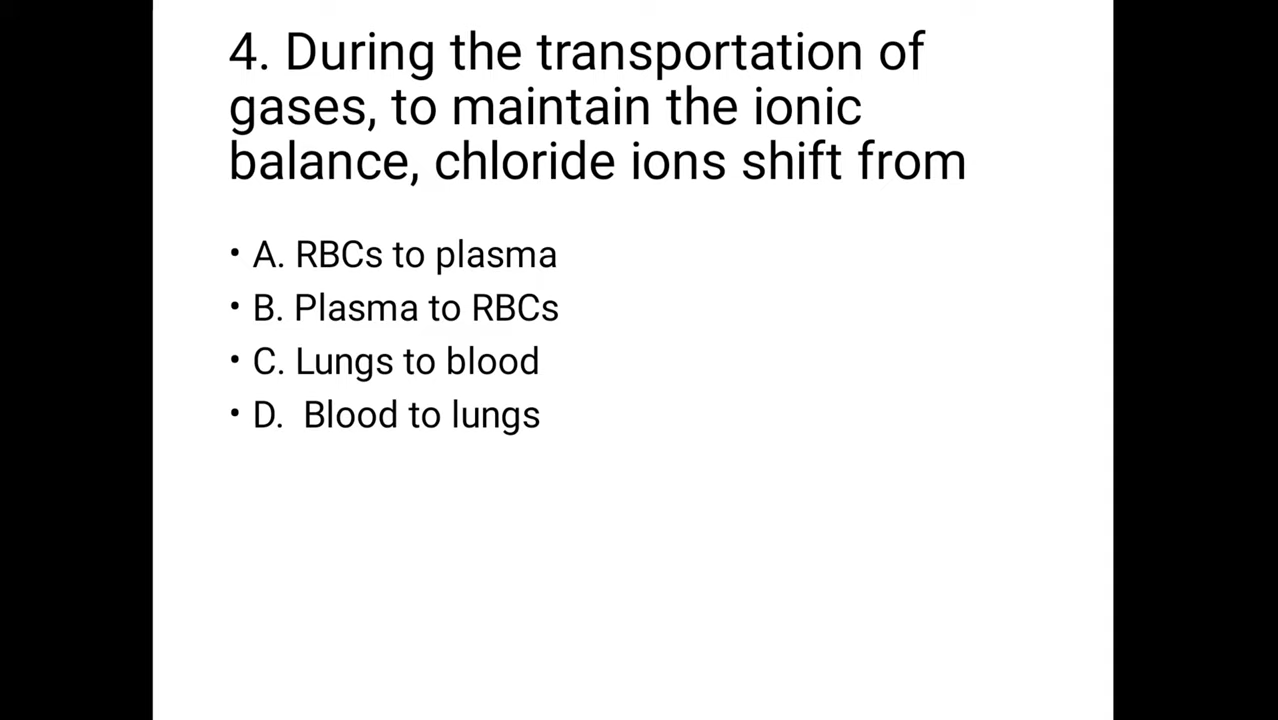 4. During the transportation of
gases, to maintain the ionic
balance, chloride ions shift from
• A. RBCs to plasma
• B. Plasma to RBCs
• C. Lungs to blood
• D. Blood to lungs